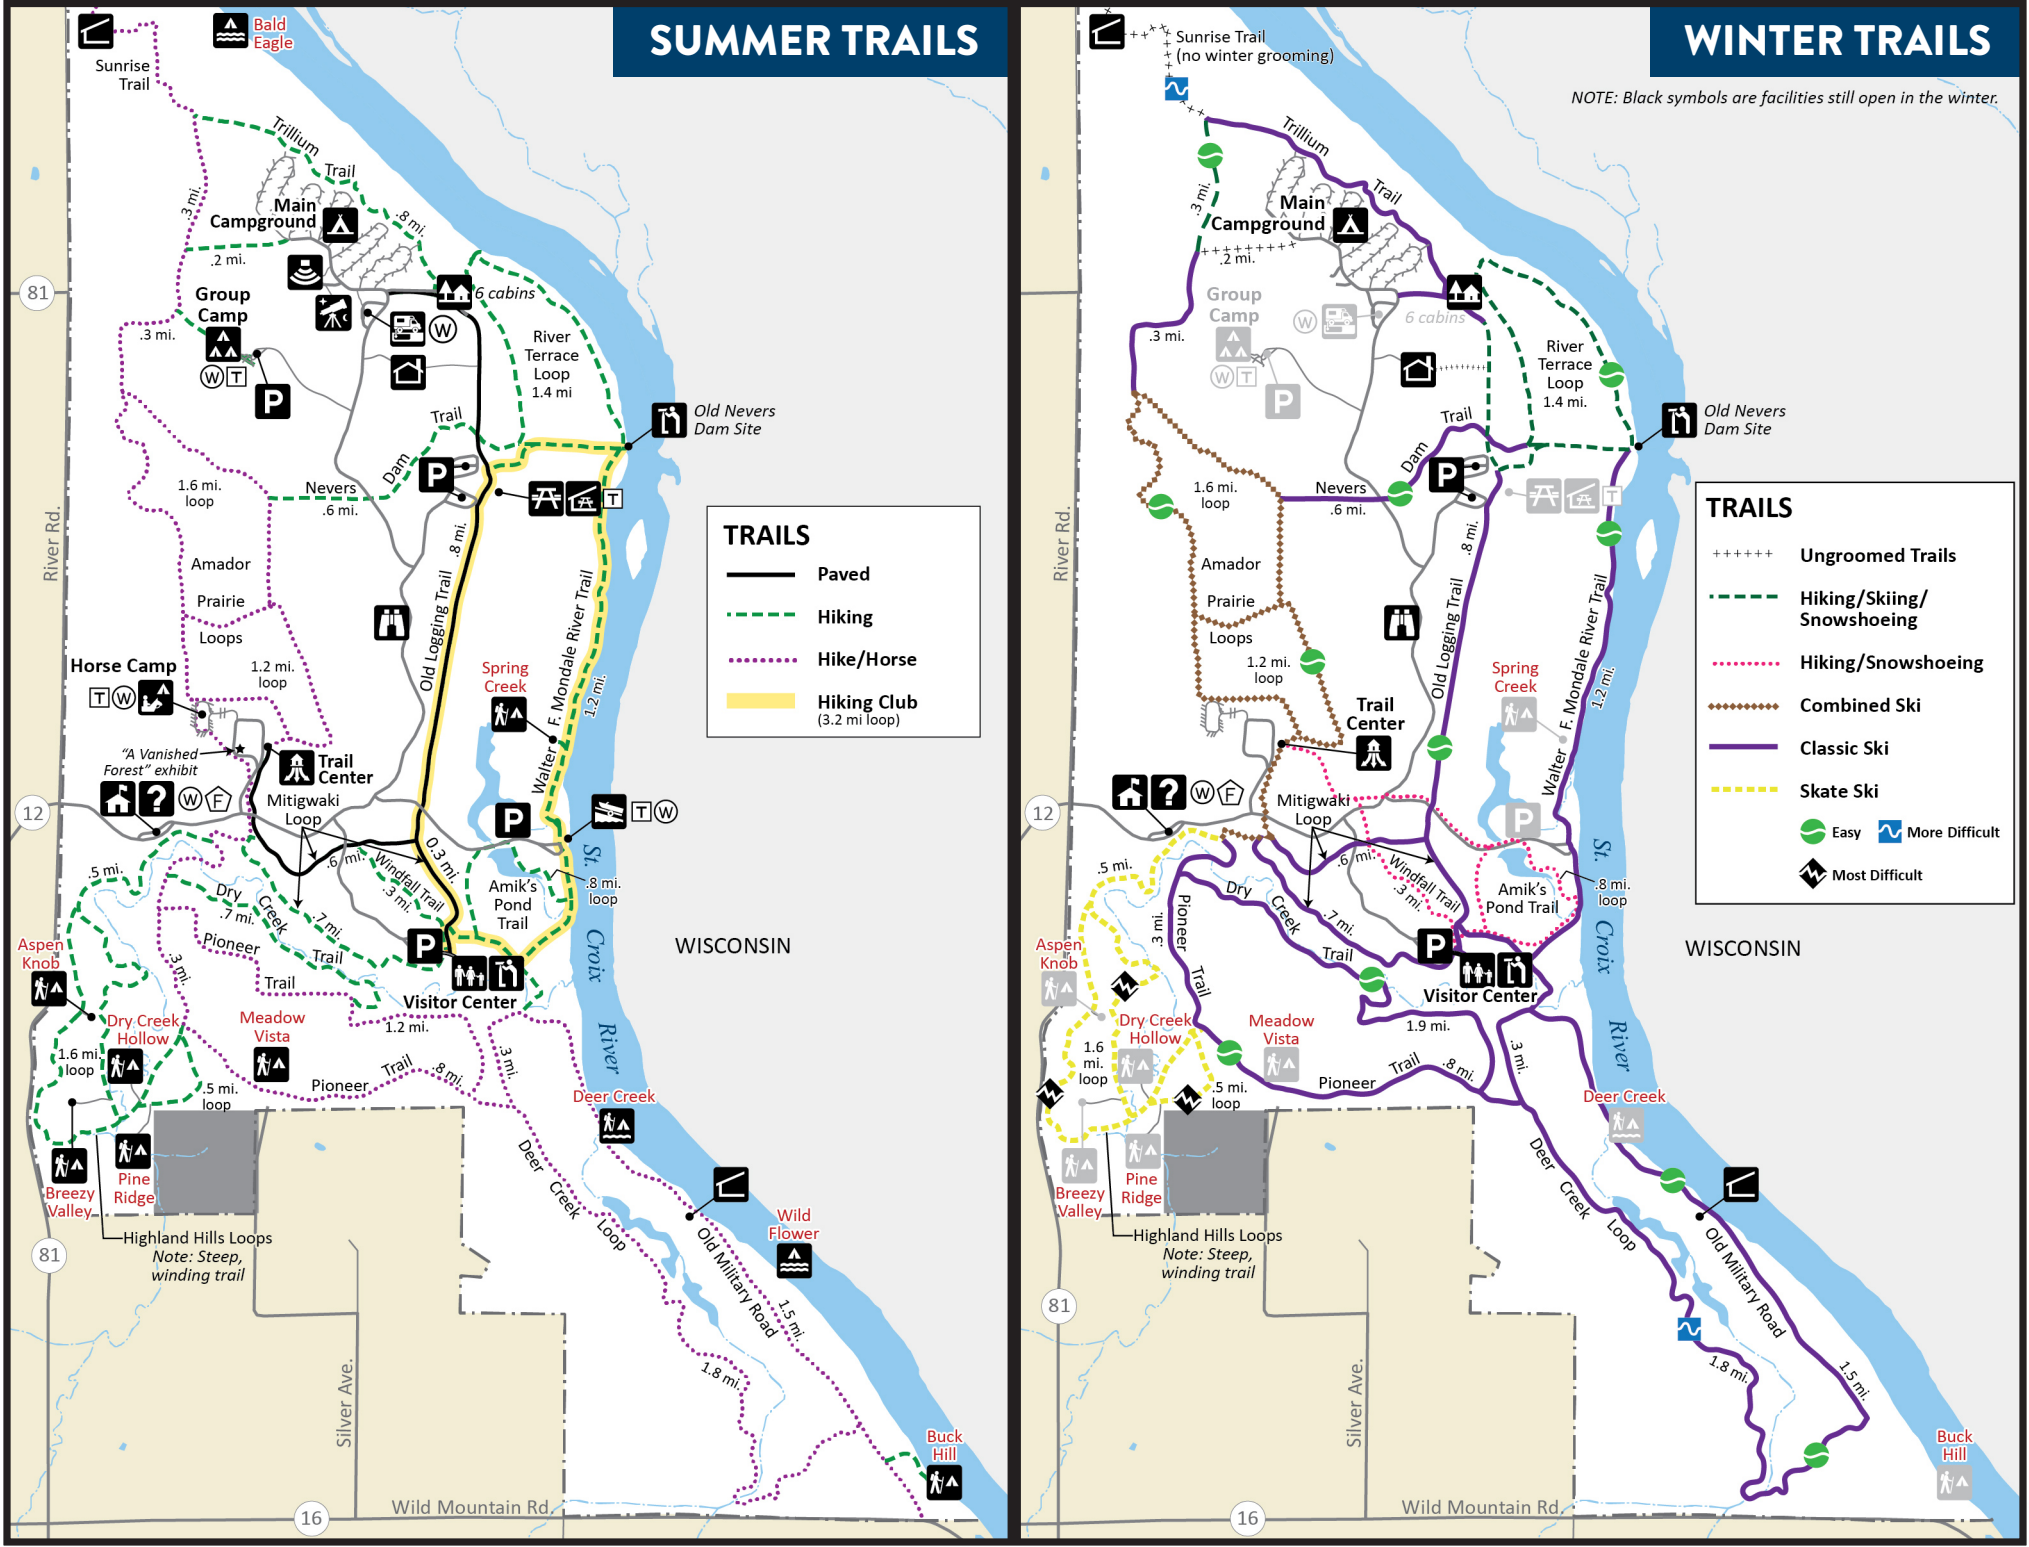 SUMMER TRAILS
Bald
Eagle
Sunrise
Trail
Trillium
Trail
.3 mi.
Main
Campground
.8 mi.
.2 mi.
81
Group
Camp
6 cabins
W
.3 mi.
River
Terrace
Loop
1.4 mi
W T
P
Trail
Old Nevers
Dam Site
Dam
P
Nevers
.6 mi.
1.6 mi.
loop
T
River Rd.
.8 mi.
Amador
Prairie
Loops
Old Logging Trail
Walter F. Mondale River Trail
1.2 mi.
TRAILS
Paved
Hiking
Hike/Horse
Hiking Club
(3.2 mi loop)
Horse Camp
T W
1.2 mi.
loop
Spring
Creek
"A Vanished
Forest" exhibit
Trail
Center
? W F
Mitigwaki
Loop
12
P
T W
.6 mi.
0.3 mi.
Windfall Trail
.3 mi.
Amik's
Pond
Trail
.8 mi.
loop
St. Croix River
.5 mi.
Dry Creek Trail
.7 mi.
.7 mi.
Pioneer
Trail
.3 mi.
P
Visitor Center
WISCONSIN
Aspen
Knob
Dry Creek
Hollow
Meadow
Vista
1.2 mi.
1.6 mi.
loop
.5 mi.
loop
Pioneer Trail
.8 mi.
.3 mi.
Deer Creek
Breezy
Valley
Pine
Ridge
Deer Creek Loop
Wild
Flower
Highland Hills Loops
Note: Steep,
winding trail
81
Old Military Road
1.5 mi.
1.8 mi.
Silver Ave.
Buck
Hill
Wild Mountain Rd.
16
WINTER TRAILS
NOTE: Black symbols are facilities still open in the winter.
Sunrise Trail
(no winter grooming)
Trillium
Trail
.3 mi.
Main
Campground
.2 mi.
Group
Camp
W
6 cabins
.3 mi.
W T
P
River
Terrace
Loop
1.4 mi.
Trail
Old Nevers
Dam Site
Dam
P
Nevers
.6 mi.
1.6 mi.
loop
T
River Rd.
.8 mi.
Amador
Prairie
Loops
1.2 mi.
loop
Old Logging Trail
Walter F. Mondale River Trail
1.2 mi.
Spring
Creek
TRAILS
Ungroomed Trails
Hiking/Skiing/
Snowshoeing
Hiking/Snowshoeing
Combined Ski
Classic Ski
Skate Ski
Easy
More Difficult
Most Difficult
Trail
Center
? W F
Mitigwaki
Loop
12
P
.6 mi.
Windfall Trail
.3 mi.
Amik's
Pond Trail
.8 mi.
loop
St. Croix River
.5 mi.
Dry Creek Trail
.7 mi.
Pioneer Trail
.3 mi.
P
Visitor Center
WISCONSIN
Aspen
Knob
Dry Creek
Hollow
Meadow
Vista
1.9 mi.
1.6
mi.
loop
.5 mi.
loop
Pioneer Trail
.8 mi.
.3 mi.
Deer Creek
Breezy
Valley
Pine
Ridge
Deer Creek Loop
Highland Hills Loops
Note: Steep,
winding trail
81
Old Military Road
1.5 mi.
1.8 mi.
Silver Ave.
Buck
Hill
Wild Mountain Rd.
16